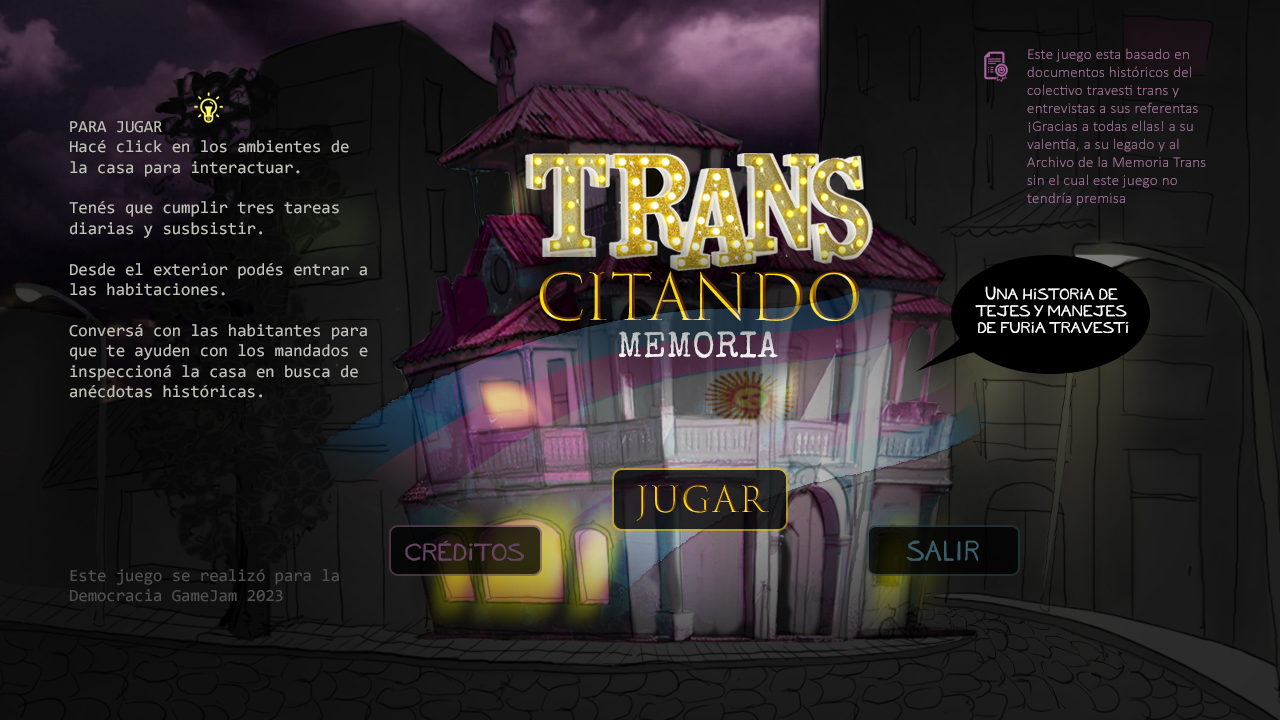 PARA JUGAR
Hacé click en los ambientes de
la casa para interactuar.
Tenés que cumplir tres tareas
diarias y susbsistir.
Desde el exterior podés entrar a
las habitaciones.
Conversá con las habitantes para
que te ayuden con los mandados e
inspeccioná la casa en busca de
anécdotas históricas.
Este juego se realizó para la
Democracia GameJam 2023
TRANS
CITANDO
MEMORIA
JUGAR
CRÉDITOS
SALIR
Este juego esta basado en
documentos históricos del
colectivo travesti trans y
entrevistas a sus referentas
¡Gracias a todas ellas! a su
valentía, a su legado y al
Archivo de la Memoria Trans
sin el cual este juego no
tendría premisa
UNA HISTORIA DE
TEJES Y MANEJES
DE FURIA TRAVESTI